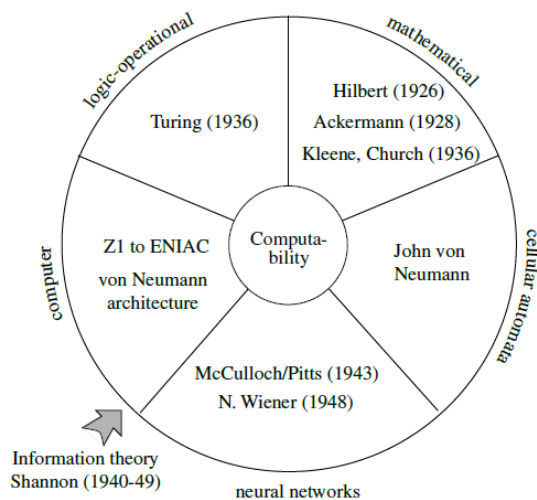 logic-operational
mathematical
Turing (1936)
Hilbert (1926)
Ackermann (1928)
Kleene, Church (1936)
computer
Z1 to ENIAC
von Neumann
architecture
Computa-
bility
John von
Neumann
cellular automata
McCulloch/Pitts (1943)
N. Wiener (1948)
Information theory
Shannon (1940-49)
neural networks